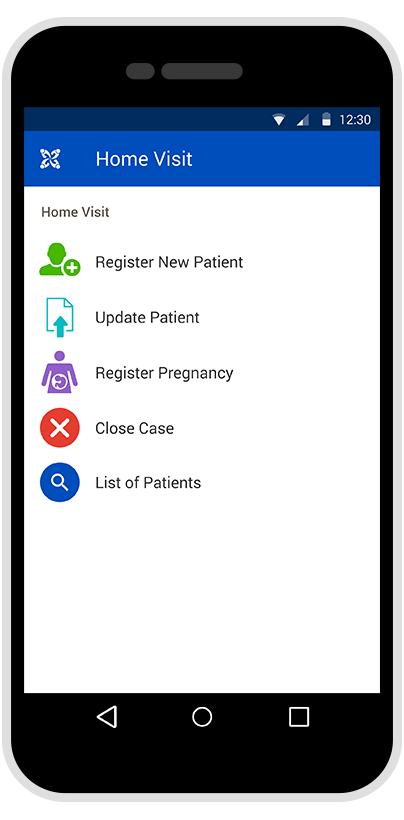 12:30
Home Visit
Home Visit
Register New Patient
Update Patient
Register Pregnancy
Close Case
List of Patients